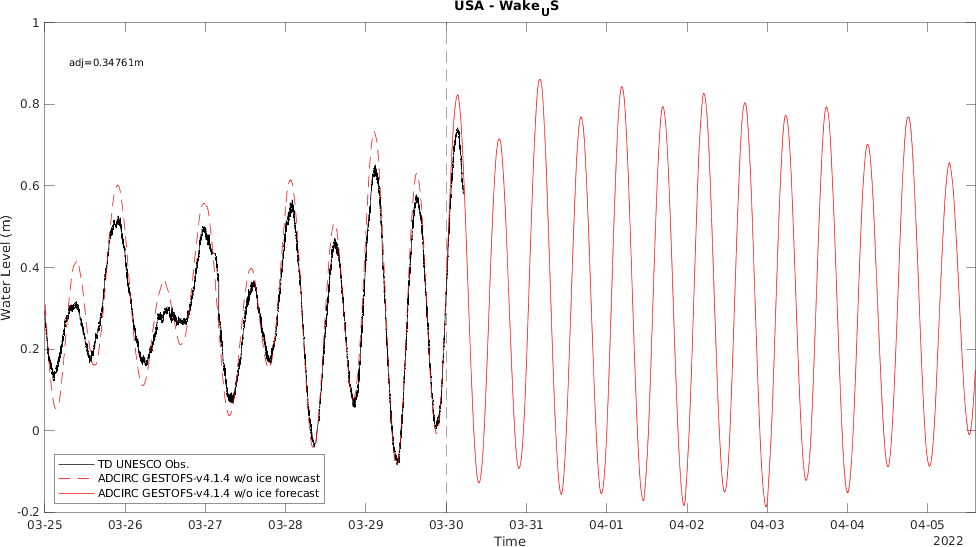 USA - Wake_US
adj=0.34761m
1
0.8
0.6
0.4
0.2
0
-0.2
Water Level (m)
TD UNESCO Obs.
ADCIRC GESTOFS-v4.1.4 w/o ice nowcast
ADCIRC GESTOFS-v4.1.4 w/o ice forecast
03-25 03-26 03-27 03-28 03-29 03-30 03-31 04-01 04-02 04-03 04-04 04-05
Time
2022